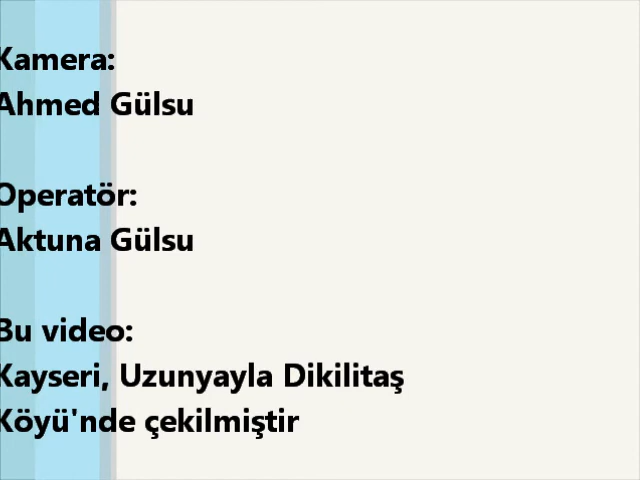 Kamera:
Ahmed Gülsu
Operatör:
Aktuna Gülsu
Bu video:
Kayseri, Uzunyayla Dikilitaş
Köyü'nde çekilmiştir